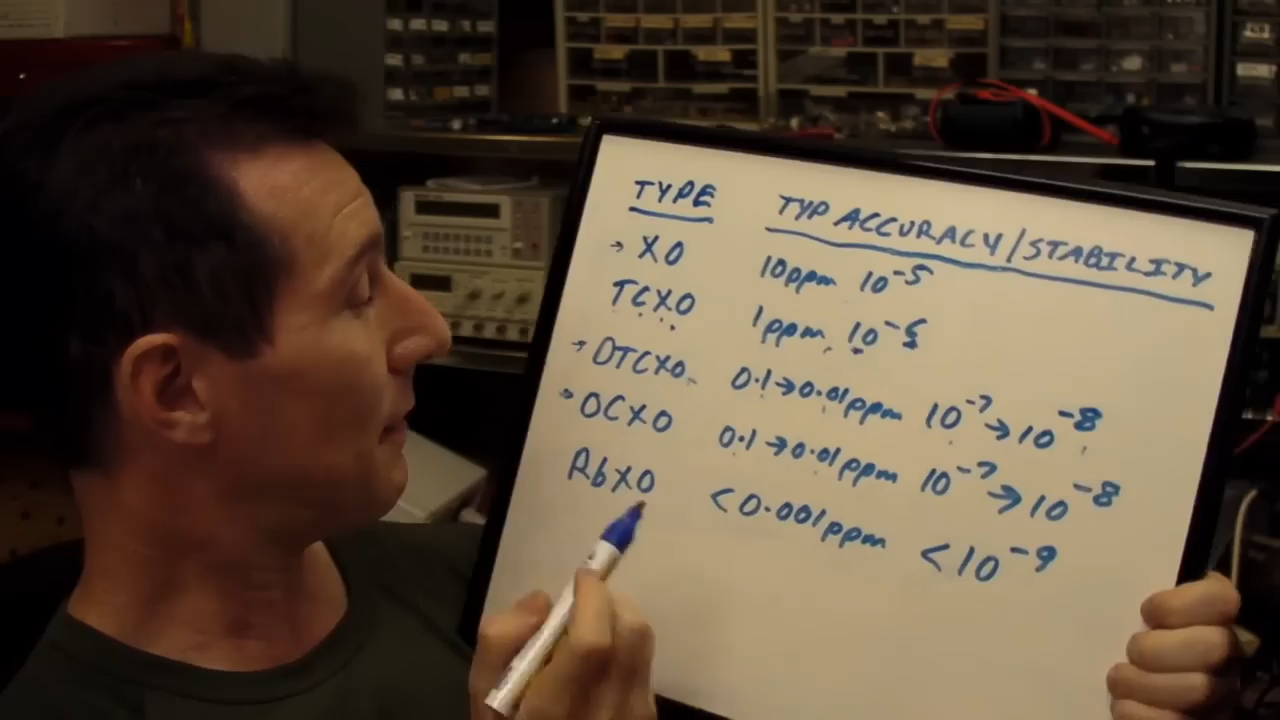 TYPE TYP ACCURACY/STABILITY
→ XO 10ppm 10⁻⁵
TCXO 1ppm 10⁻⁶
→ DTCXO 0.1→0.01ppm 10⁻⁷→10⁻⁸
→ OCXO 0.1→0.01ppm 10⁻⁷→10⁻⁸
RbXO <0.001ppm <10⁻⁹